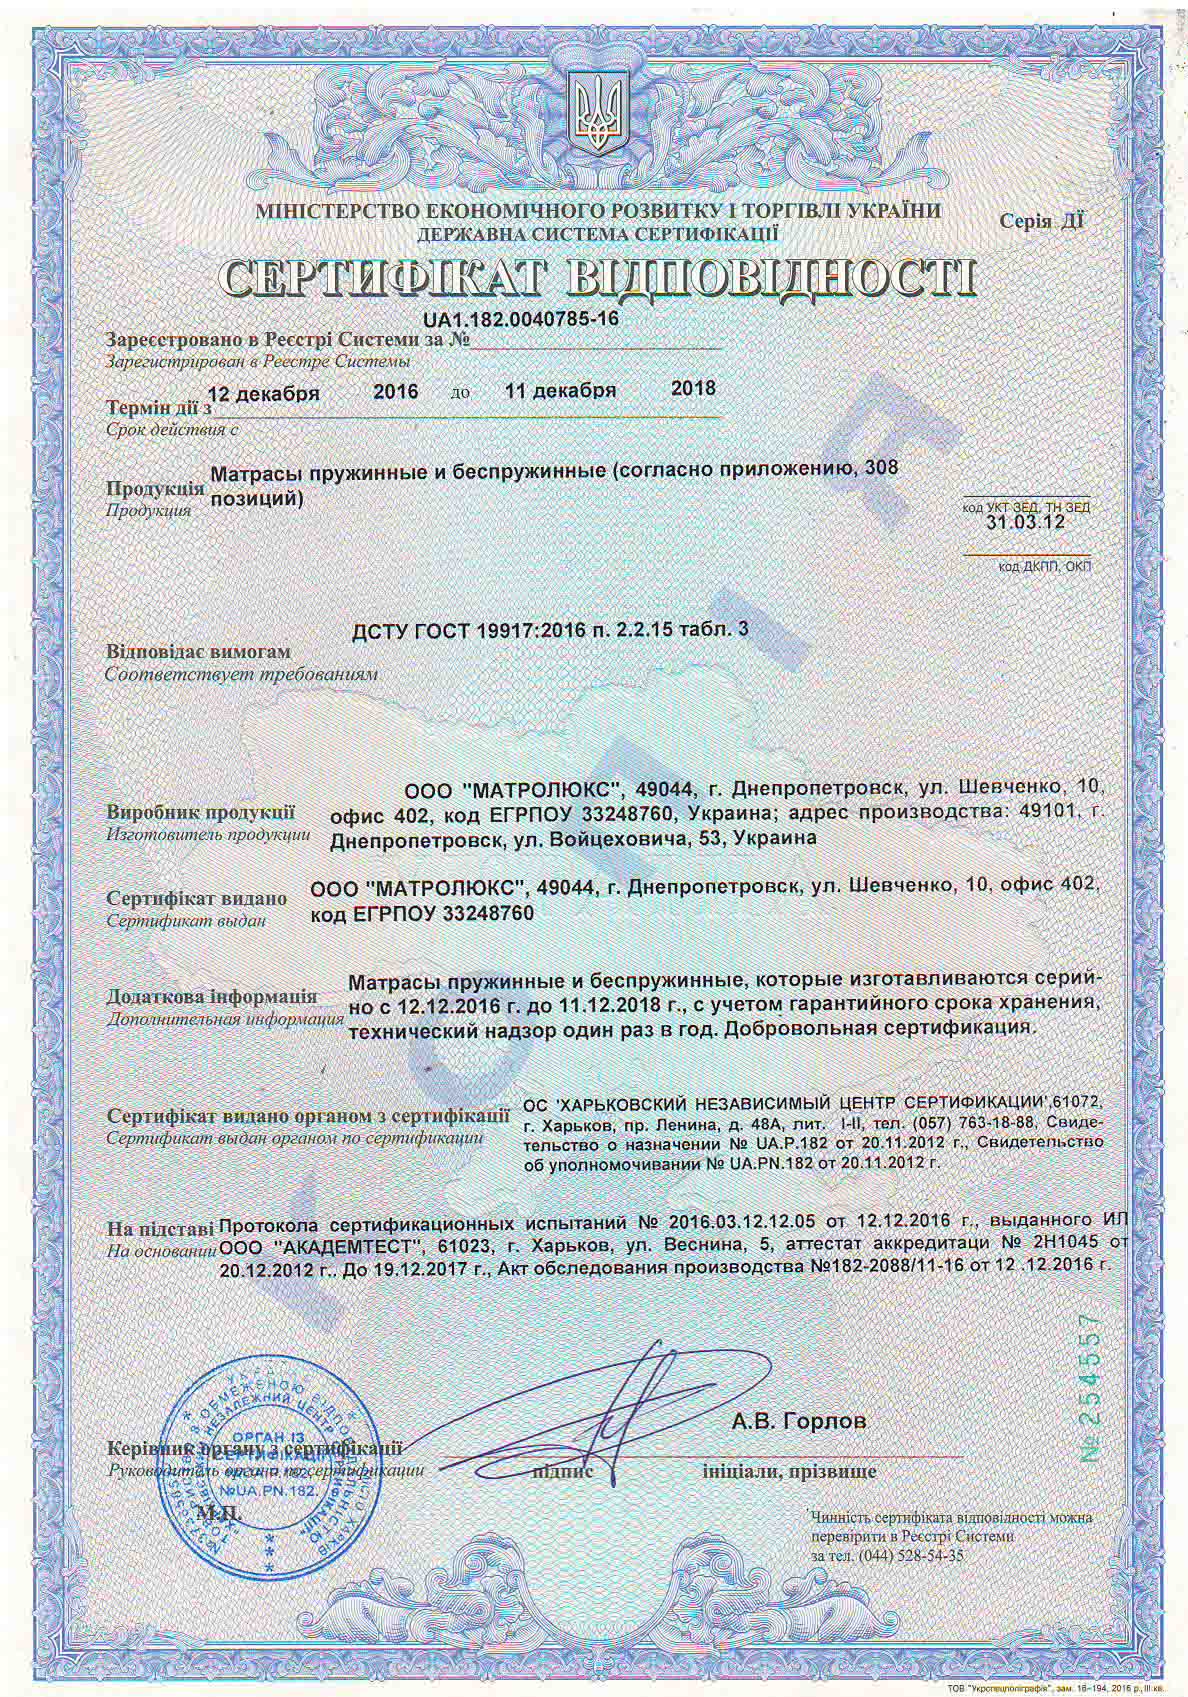 МІНІСТЕРСТВО ЕКОНОМІЧНОГО РОЗВИТКУ І ТОРГІВЛІ УКРАЇНИ
ДЕРЖАВНА СИСТЕМА СЕРТИФІКАЦІЇ
Серія ДЇ
СЕРТИФІКАТ ВІДПОВІДНОСТІ
UA1.182.0040785-16
Зареєстровано в Реєстрі Системи за №
Зарегистрирован в Реестре Системы
12 декабря 2016 до 11 декабря 2018
Термін дії з
Срок действия с
Матрасы пружинные и беспружинные (согласно приложению, 308
позиций)
Продукція
Продукция
код УКТ ЗЕД, ТН ЗЕД
31.03.12
код ДКПП, ОКП
ДСТУ ГОСТ 19917:2016 п. 2.2.15 табл. 3
Відповідає вимогам
Соответствует требованиям
ООО "МАТРОЛЮКС", 49044, г. Днепропетровск, ул. Шевченко, 10,
офис 402, код ЕГРПОУ 33248760, Украина; адрес производства: 49101, г.
Днепропетровск, ул. Войцеховича, 53, Украина
Виробник продукції
Изготовитель продукции
ООО "МАТРОЛЮКС", 49044, г. Днепропетровск, ул. Шевченко, 10, офис 402,
код ЕГРПОУ 33248760
Сертифікат видано
Сертификат выдан
Матрасы пружинные и беспружинные, которые изготавливаются серий-
но с 12.12.2016 г. до 11.12.2018 г., с учетом гарантийного срока хранения,
технический надзор один раз в год. Добровольная сертификация.
Додаткова інформація
Дополнительная информация
ОС 'ХАРЬКОВСКИЙ НЕЗАВИСИМЫЙ ЦЕНТР СЕРТИФИКАЦИИ',61072,
г. Харьков, пр. Ленина, д. 48А, лит. I-II, тел. (057) 763-18-88, Свиде-
тельство о назначении № UA.P.182 от 20.11.2012 г., Свидетельство
об уполномочивании № UA.PN.182 от 20.11.2012 г.
Сертифікат видано органом з сертифікації
Сертификат выдан органом по сертификации
На підставі
На основании
Протокола сертификационных испытаний № 2016.03.12.12.05 от 12.12.2016 г., выданного ИЛ
ООО "АКАДЕМТЕСТ", 61023, г. Харьков, ул. Веснина, 5, аттестат аккредитаци № 2Н1045 от
20.12.2012 г.. До 19.12.2017 г., Акт обследования производства №182-2088/11-16 от 12 .12.2016 г.
№ 254557
А.В. Горлов
Керівник органу з сертифікації
Руководитель органа по сертификации
підпис
ініціали, прізвище
М.П.
ОРГАН ІЗ
СЕРТИФІКАЦІЇ
№UA.PN.182.
Чинність сертифіката відповідності можна
перевірити в Реєстрі Системи
за тел. (044) 528-54-35
ТОВ "Укрспецполіграфія", зам. 16–194, 2016 р., III кв.